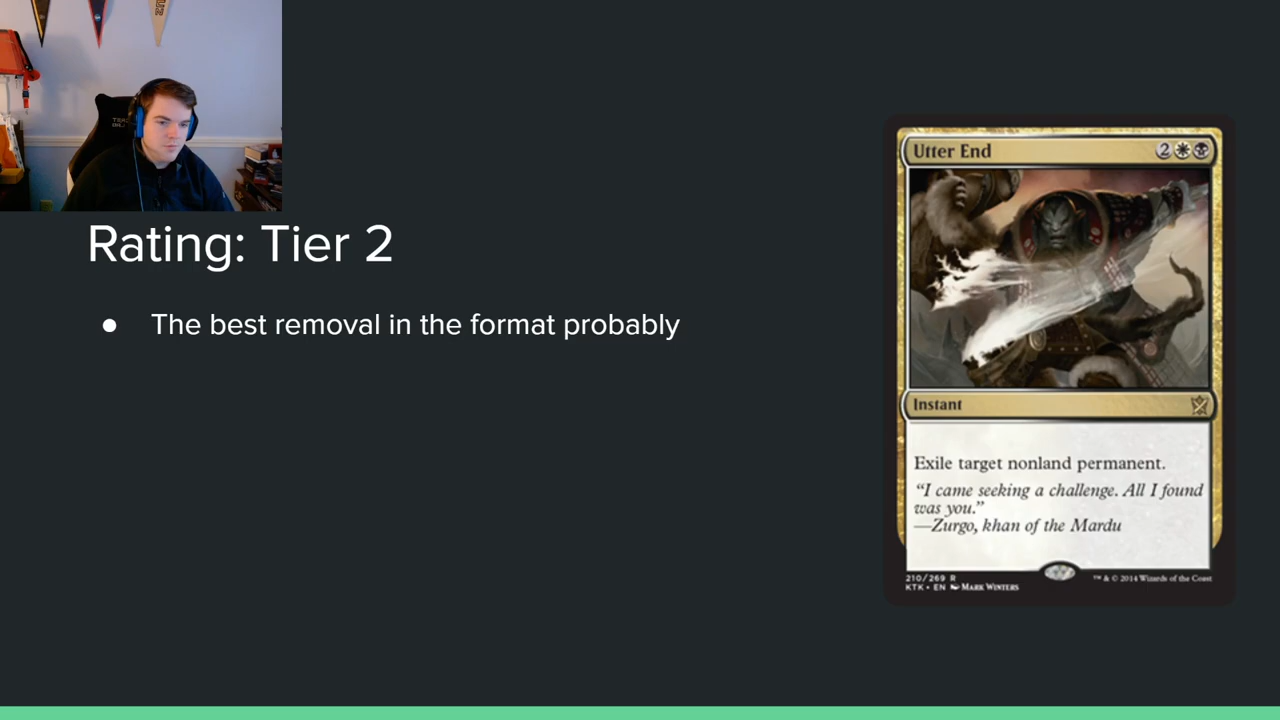 Rating: Tier 2
● The best removal in the format probably
Utter End
2
Instant
Exile target nonland permanent.
“I came seeking a challenge. All I found
was you.”
—Zurgo, khan of the Mardu
210/269 R
KTK • EN Mark Winters
™ & © 2014 Wizards of the Coast